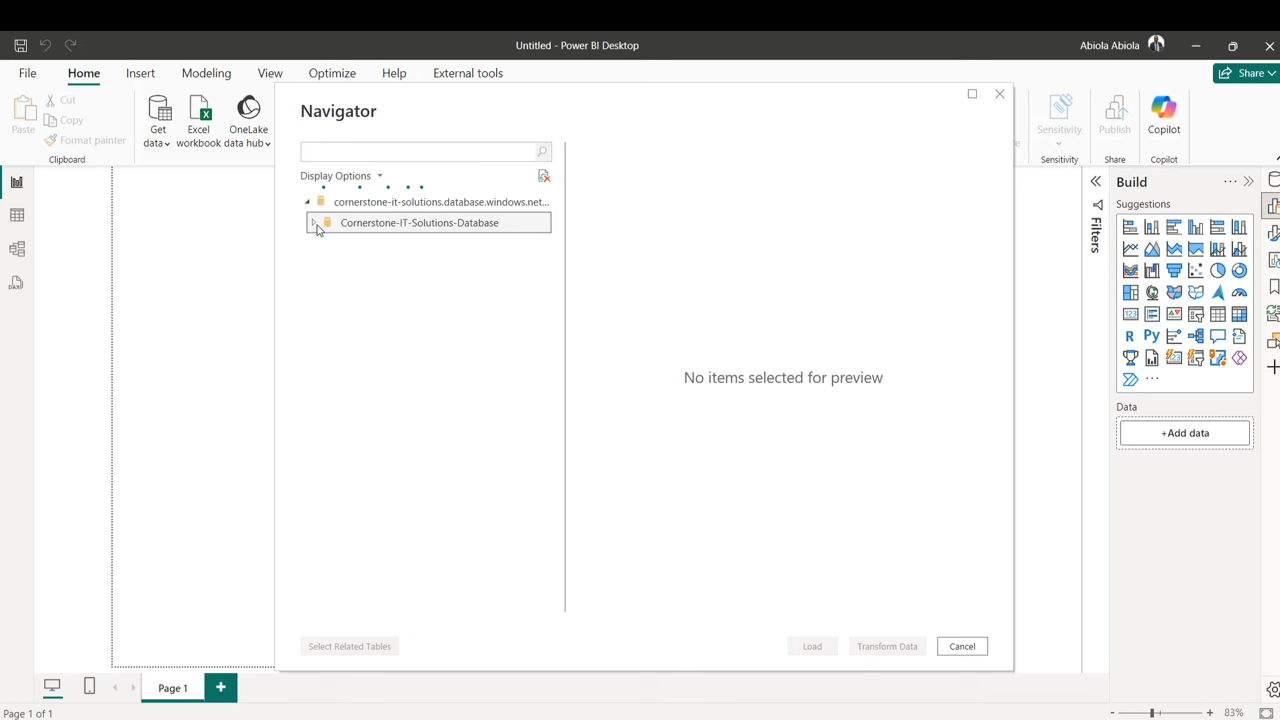 Untitled - Power BI Desktop
Abiola Abiola
File Home Insert Modeling View Optimize Help External tools
Share
Paste
Cut
Copy
Format painter
Clipboard
Get data
Excel workbook
OneLake data hub
Sensitivity
Sensitivity
Publish
Share
Copilot
Copilot
Navigator
Display Options
cornerstone-it-solutions.database.windows.net...
Cornerstone-IT-Solutions-Database
No items selected for preview
Select Related Tables
Load
Transform Data
Cancel
Filters
Build
Suggestions
123
R Py
Data
+Add data
Page 1
Page 1 of 1
83%